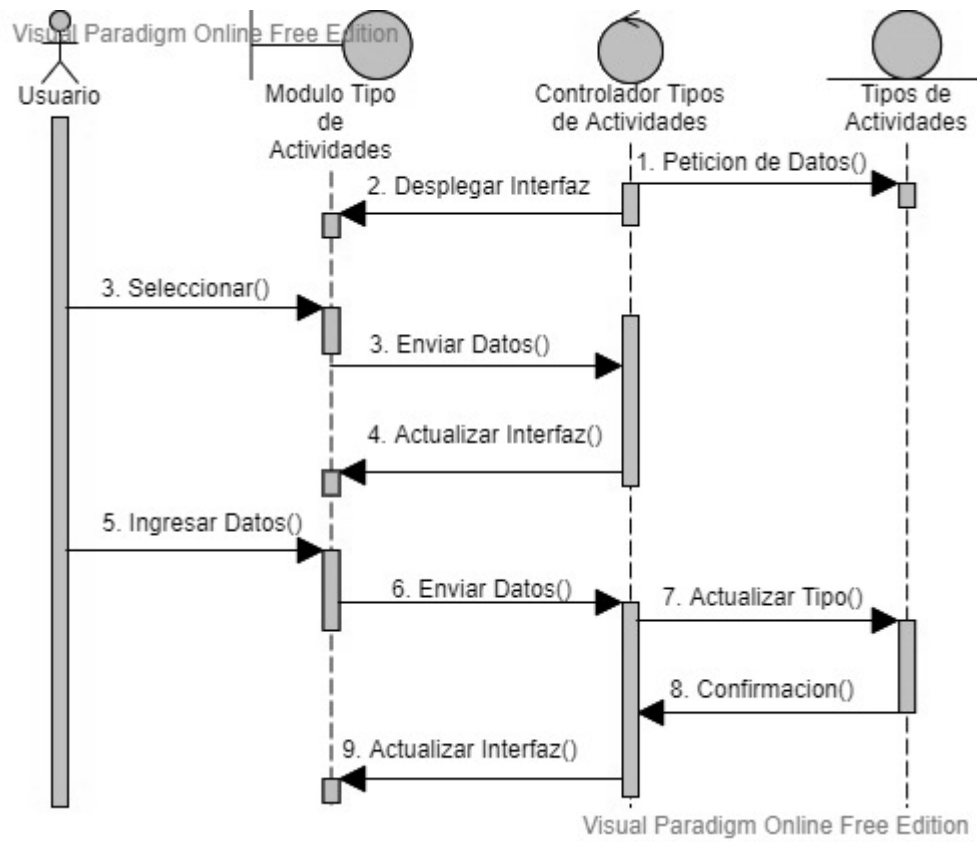 Visual Paradigm Online Free Edition
Usuario
Modulo Tipo
de
Actividades
Controlador Tipos
de Actividades
Tipos de
Actividades
1. Peticion de Datos()
2. Desplegar Interfaz
3. Seleccionar()
3. Enviar Datos()
4. Actualizar Interfaz()
5. Ingresar Datos()
6. Enviar Datos()
7. Actualizar Tipo()
8. Confirmacion()
9. Actualizar Interfaz()
Visual Paradigm Online Free Edition